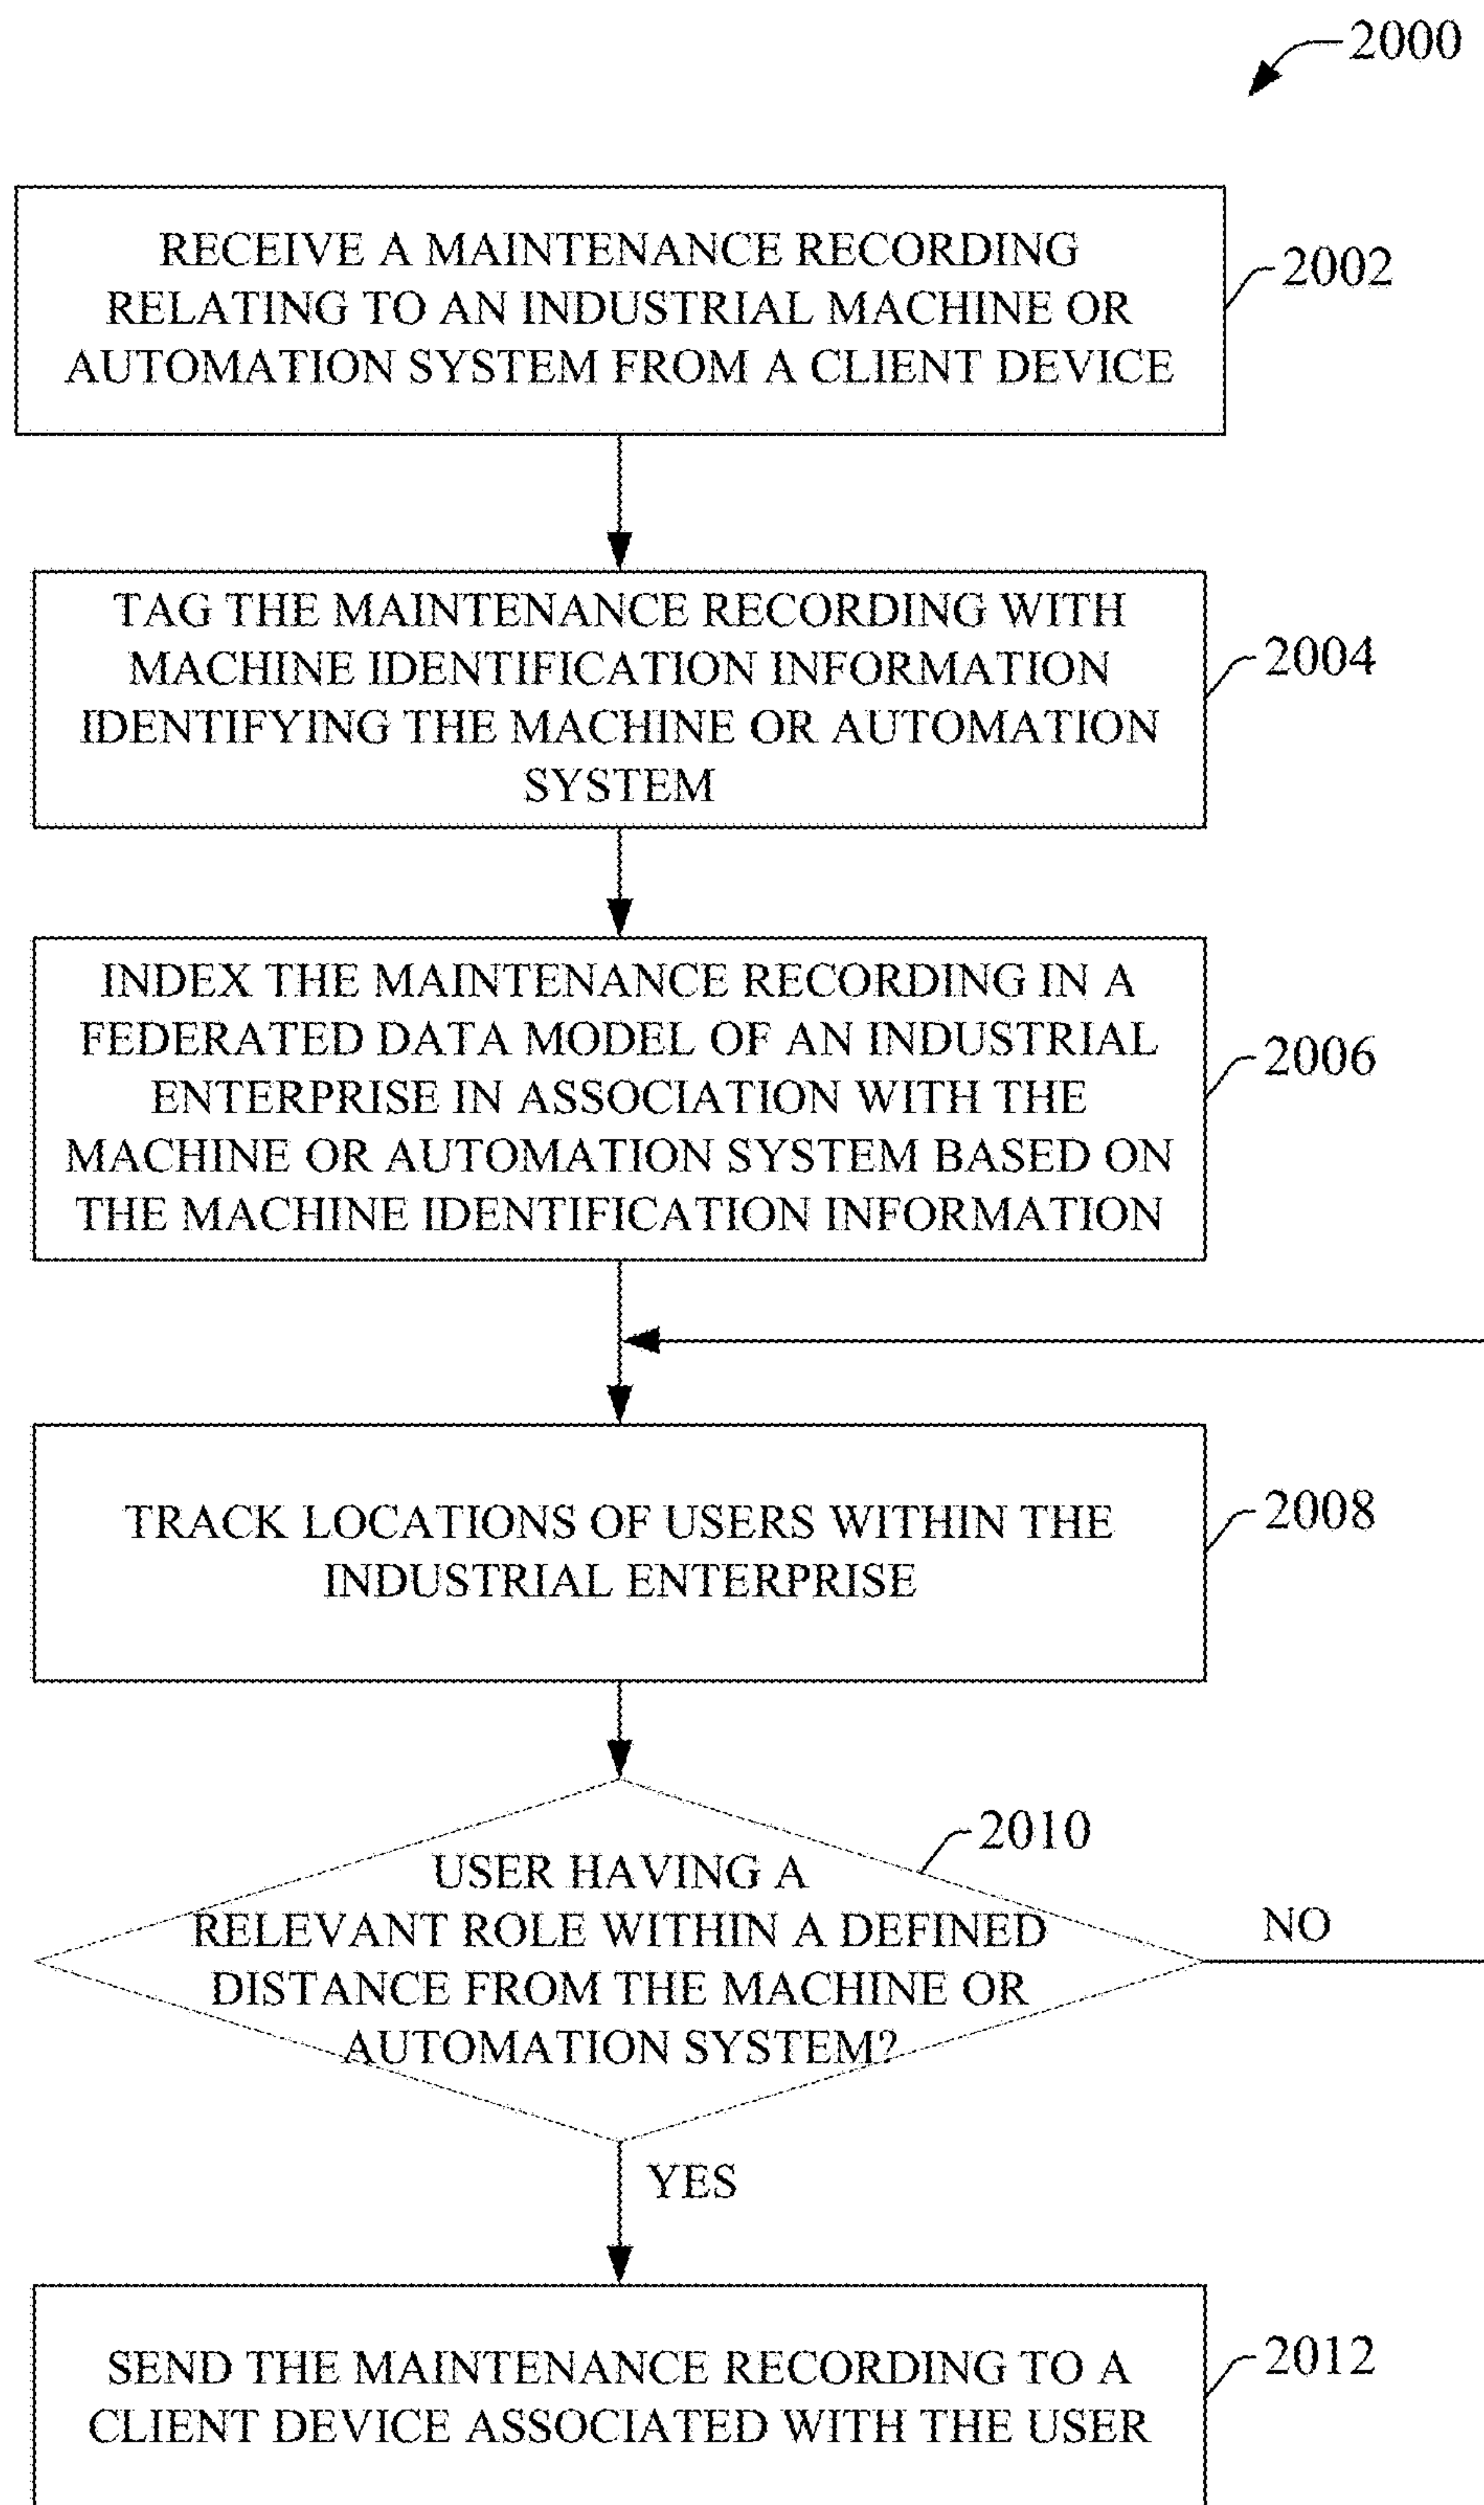 2000
RECEIVE A MAINTENANCE RECORDING
RELATING TO AN INDUSTRIAL MACHINE OR
AUTOMATION SYSTEM FROM A CLIENT DEVICE
2002
TAG THE MAINTENANCE RECORDING WITH
MACHINE IDENTIFICATION INFORMATION
IDENTIFYING THE MACHINE OR AUTOMATION
SYSTEM
2004
INDEX THE MAINTENANCE RECORDING IN A
FEDERATED DATA MODEL OF AN INDUSTRIAL
ENTERPRISE IN ASSOCIATION WITH THE
MACHINE OR AUTOMATION SYSTEM BASED ON
THE MACHINE IDENTIFICATION INFORMATION
2006
TRACK LOCATIONS OF USERS WITHIN THE
INDUSTRIAL ENTERPRISE
2008
2010
USER HAVING A
RELEVANT ROLE WITHIN A DEFINED
DISTANCE FROM THE MACHINE OR
AUTOMATION SYSTEM?
NO
YES
SEND THE MAINTENANCE RECORDING TO A
CLIENT DEVICE ASSOCIATED WITH THE USER
2012